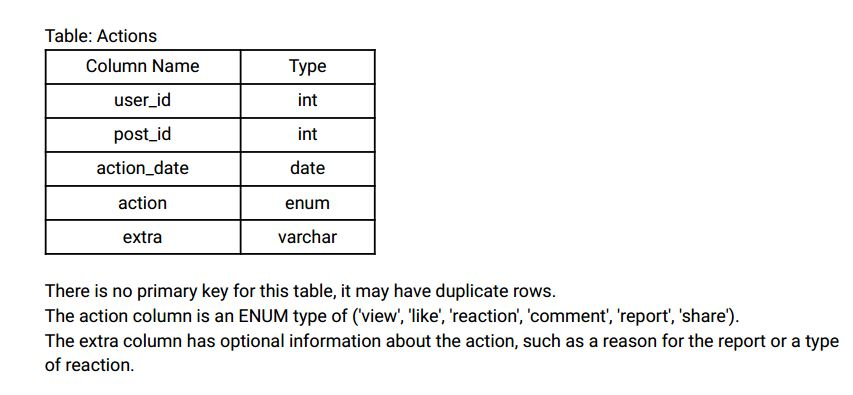 Table: Actions
Column Name Type
user_id int
post_id int
action_date date
action enum
extra varchar
There is no primary key for this table, it may have duplicate rows.
The action column is an ENUM type of ('view', 'like', 'reaction', 'comment', 'report', 'share').
The extra column has optional information about the action, such as a reason for the report or a type
of reaction.